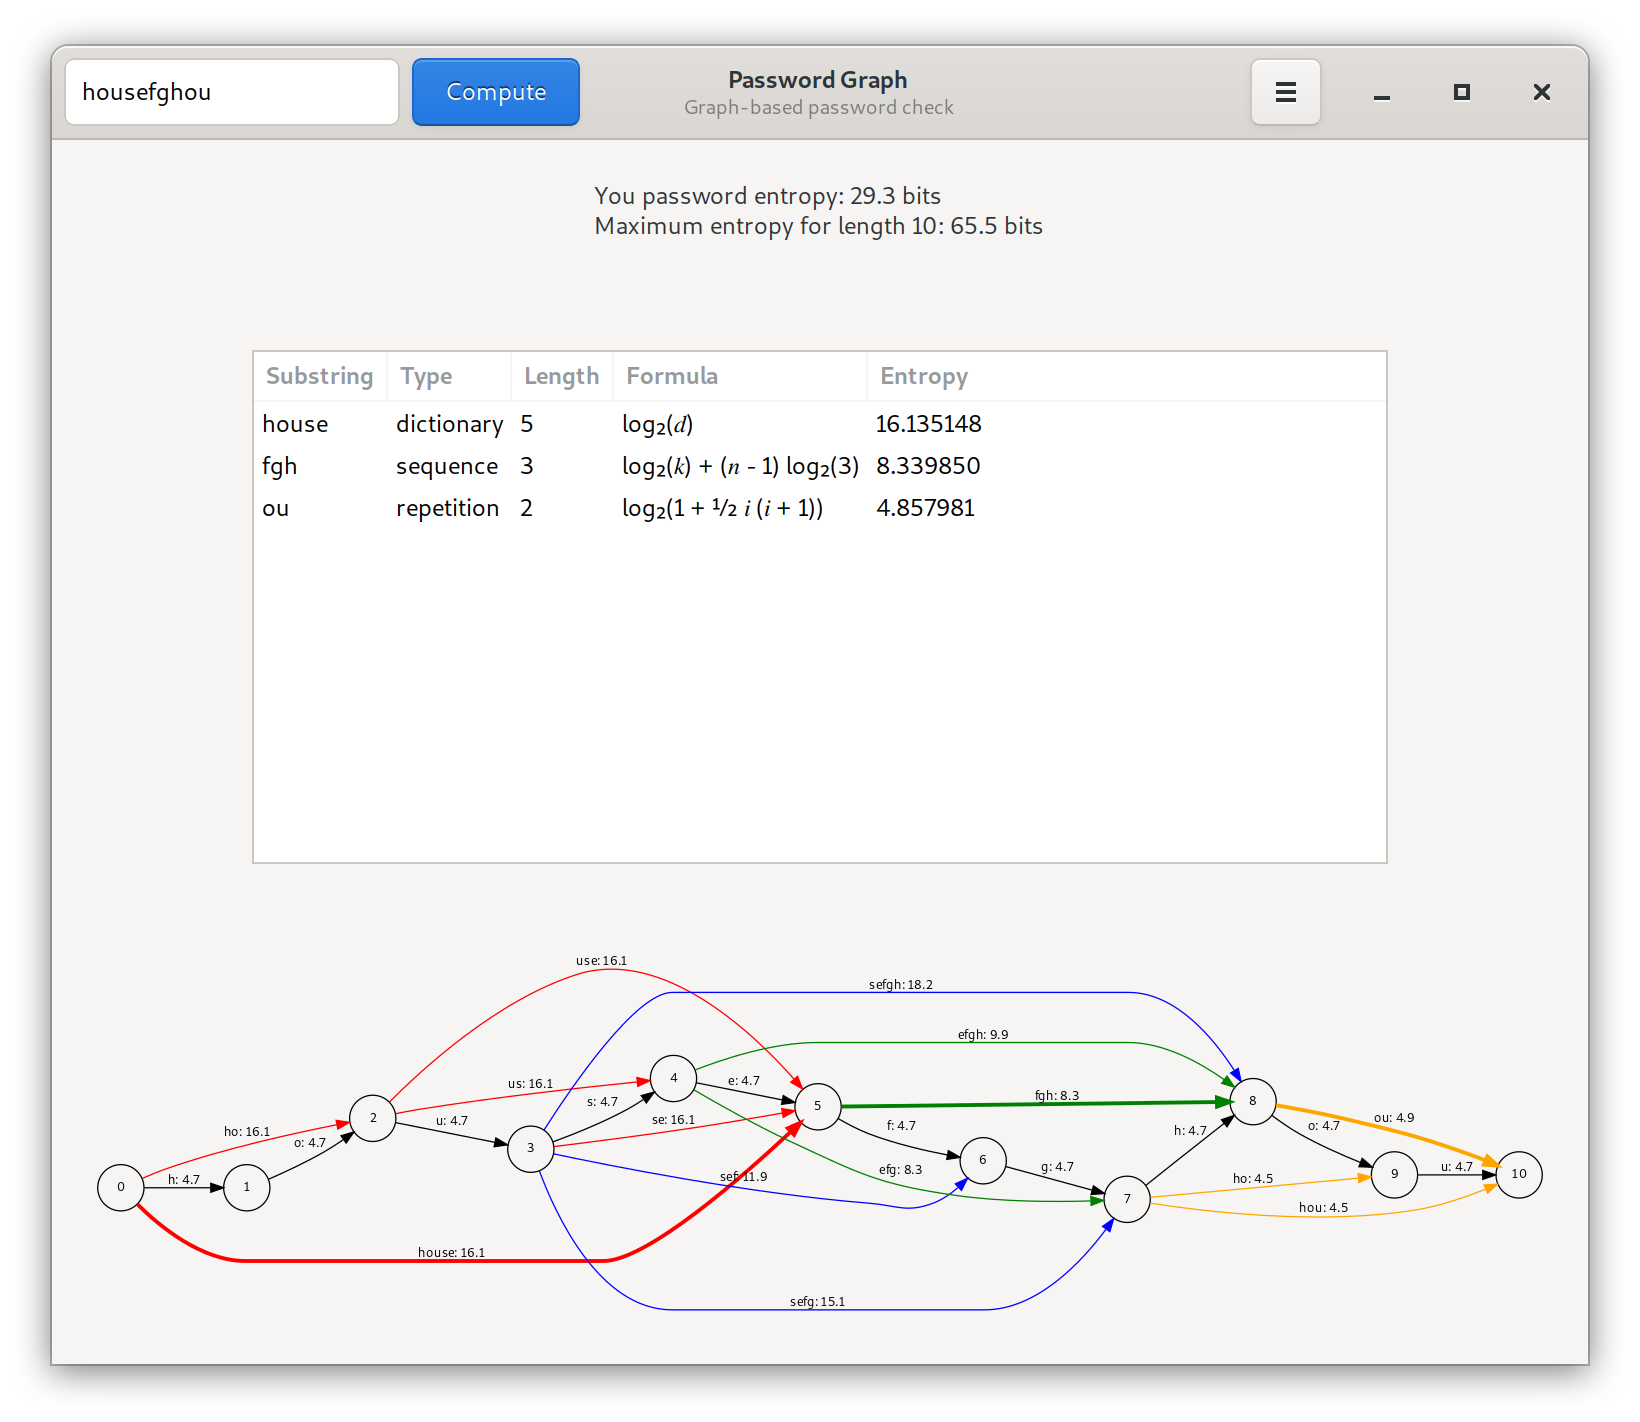 housefghou
Compute
Password Graph
Graph-based password check
You password entropy: 29.3 bits
Maximum entropy for length 10: 65.5 bits
Substring Type Length Formula Entropy
house dictionary 5 log₂(d) 16.135148
fgh sequence 3 log₂(k) + (n - 1) log₂(3) 8.339850
ou repetition 2 log₂(1 + ½ i (i + 1)) 4.857981
use: 16.1
sefgh: 18.2
efgh: 9.9
4
us: 16.1
e: 4.7
fgh: 8.3
s: 4.7
5
8
2
u: 4.7
se: 16.1
ou: 4.9
ho: 16.1
o: 4.7
f: 4.7
h: 4.7
o: 4.7
3
6
0
h: 4.7
1
sef: 11.9
efg: 8.3
g: 4.7
7
ho: 4.5
9
u: 4.7
10
hou: 4.5
house: 16.1
sefg: 15.1